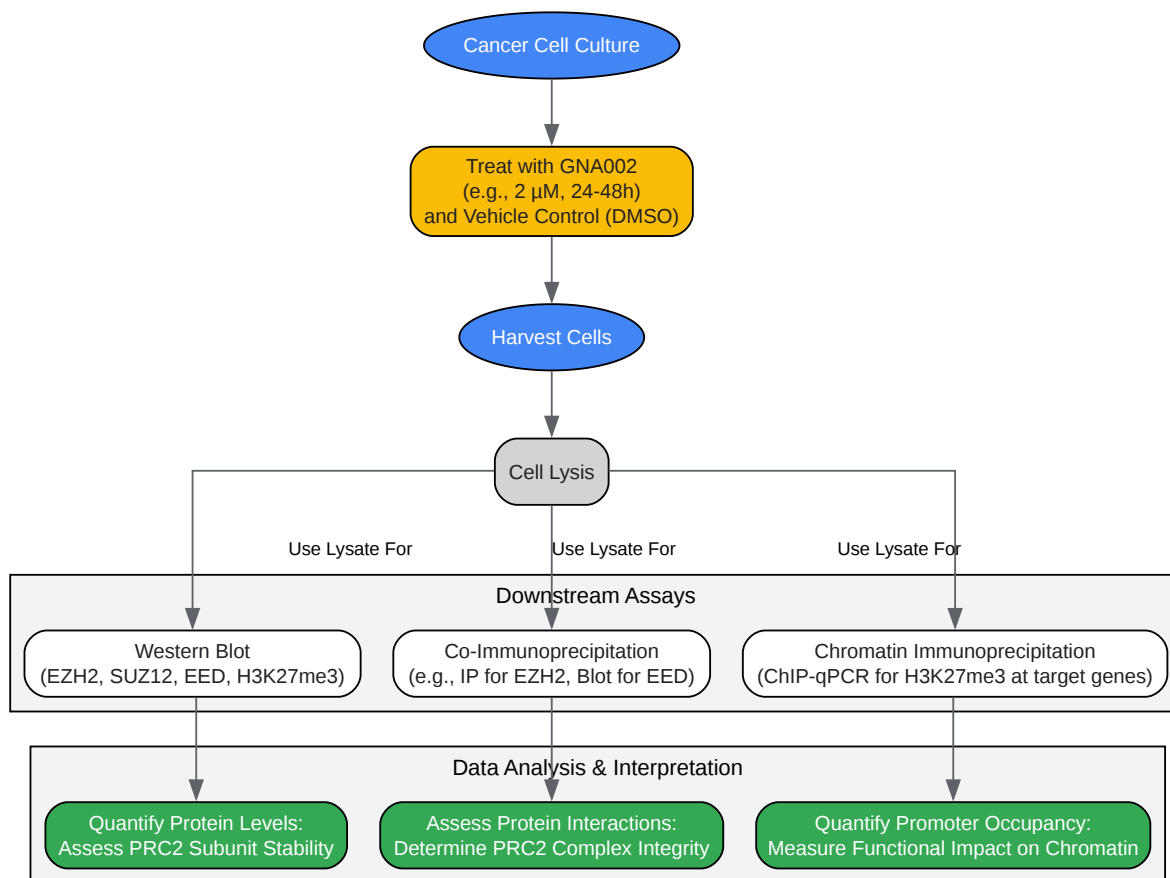 Cancer Cell Culture
Treat with GNA002
(e.g., 2 µM, 24-48h)
and Vehicle Control (DMSO)
Harvest Cells
Cell Lysis
Use Lysate For
Use Lysate For
Use Lysate For
Downstream Assays
Western Blot
(EZH2, SUZ12, EED, H3K27me3)
Co-Immunoprecipitation
(e.g., IP for EZH2, Blot for EED)
Chromatin Immunoprecipitation
(ChIP-qPCR for H3K27me3 at target genes)
Data Analysis & Interpretation
Quantify Protein Levels:
Assess PRC2 Subunit Stability
Assess Protein Interactions:
Determine PRC2 Complex Integrity
Quantify Promoter Occupancy:
Measure Functional Impact on Chromatin